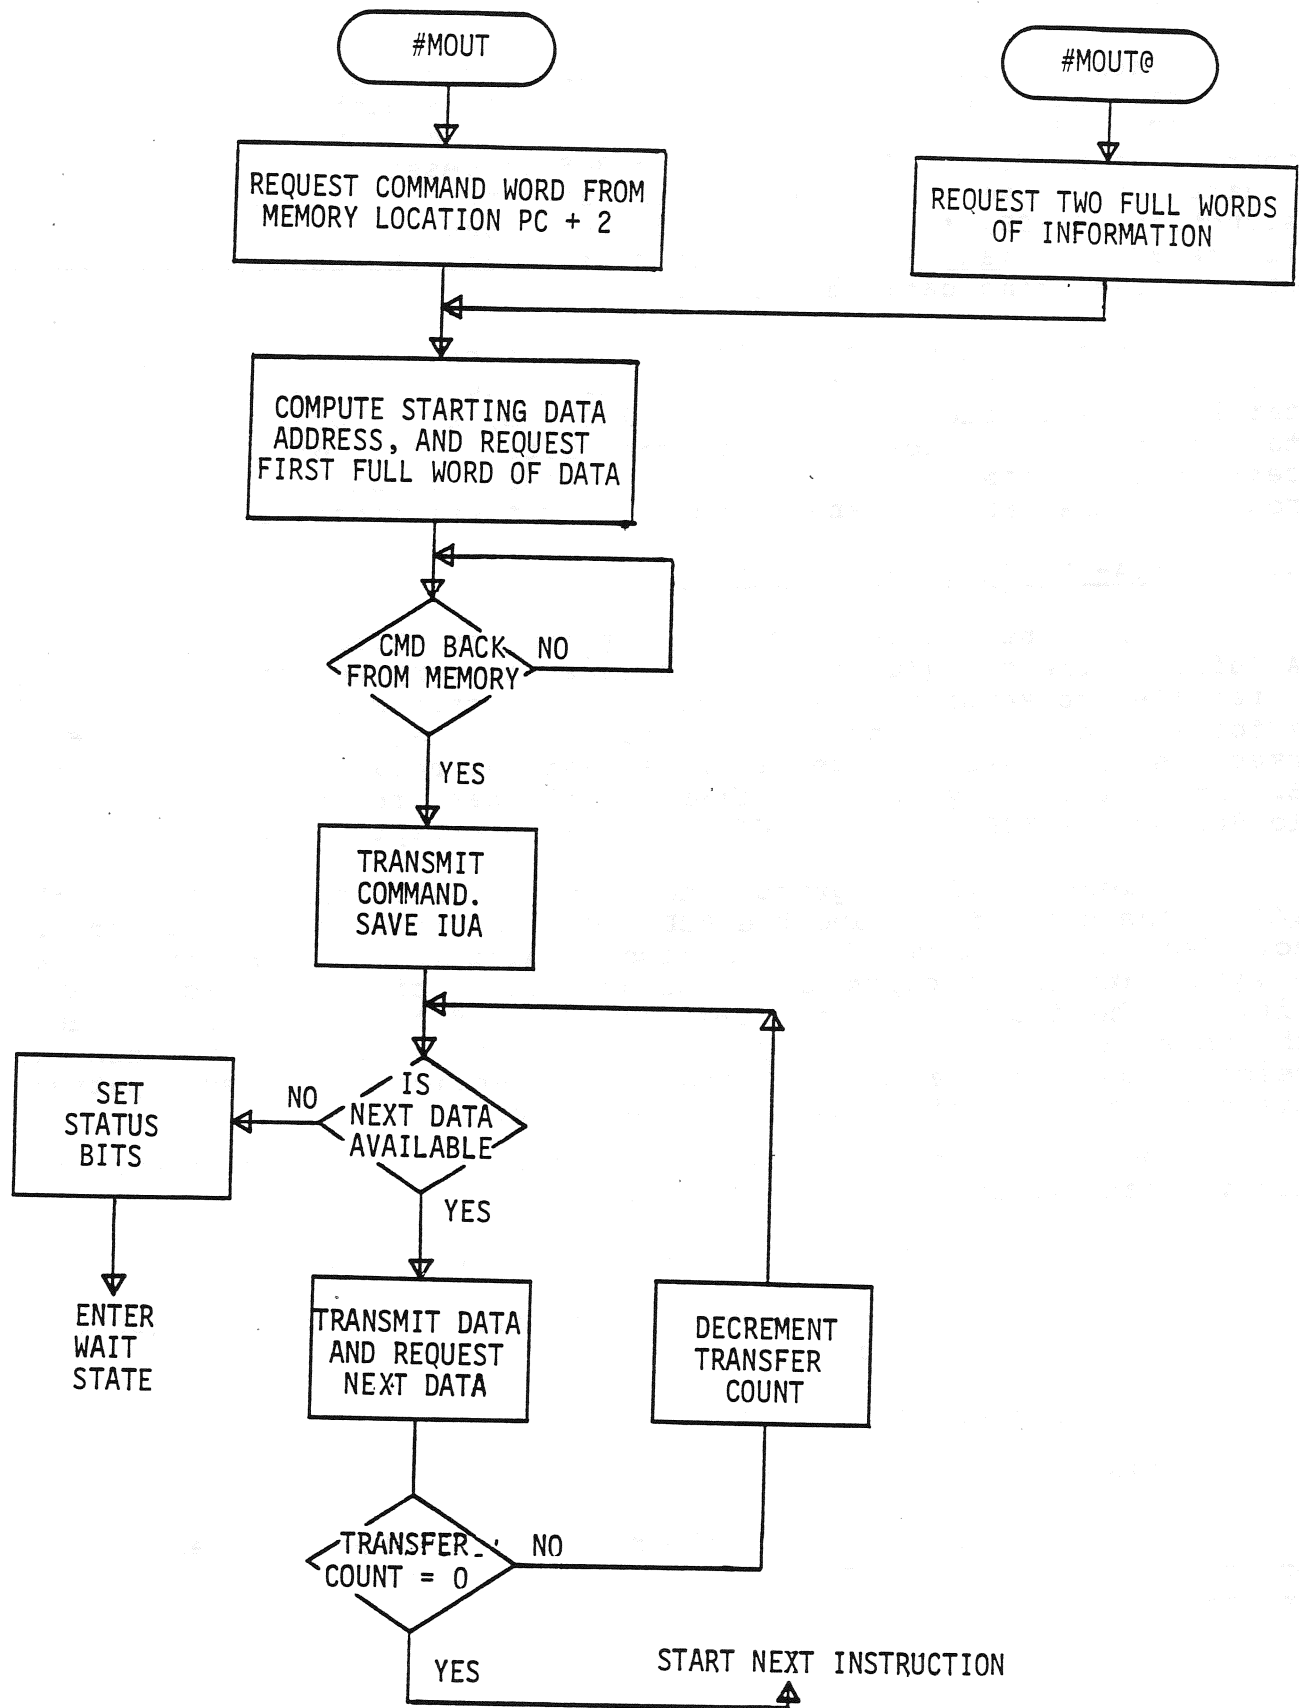 #MOUT
#MOUT@
REQUEST COMMAND WORD FROM
MEMORY LOCATION PC + 2
REQUEST TWO FULL WORDS
OF INFORMATION
COMPUTE STARTING DATA
ADDRESS, AND REQUEST
FIRST FULL WORD OF DATA
CMD BACK
FROM MEMORY
NO
YES
TRANSMIT
COMMAND.
SAVE IUA
IS
NEXT DATA
AVAILABLE
NO
SET
STATUS
BITS
YES
ENTER
WAIT
STATE
TRANSMIT DATA
AND REQUEST
NEXT DATA
DECREMENT
TRANSFER
COUNT
TRANSFER
COUNT = 0
NO
YES
START NEXT INSTRUCTION